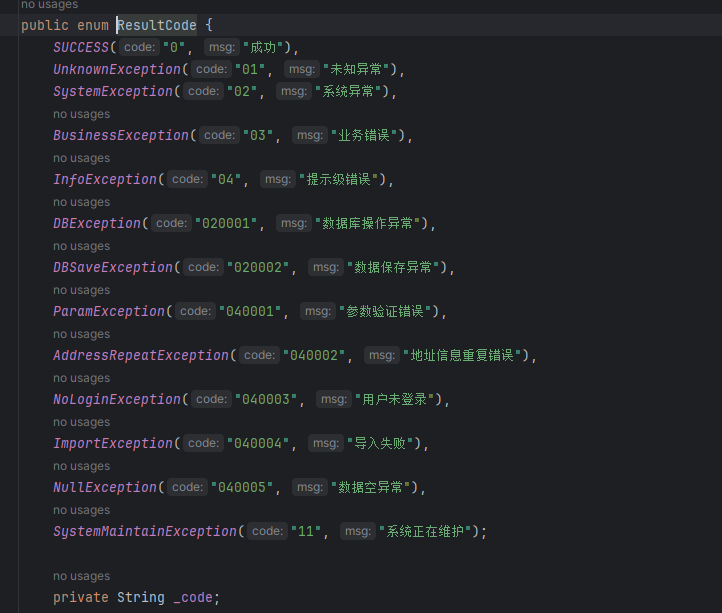 no usages
public enum ResultCode {
SUCCESS( code: "0", msg: "成功"),
UnknownException( code: "01", msg: "未知异常"),
SystemException( code: "02", msg: "系统异常"),
no usages
BusinessException( code: "03", msg: "业务错误"),
no usages
InfoException( code: "04", msg: "提示级错误"),
no usages
DBException( code: "020001", msg: "数据库操作异常"),
no usages
DBSaveException( code: "020002", msg: "数据保存异常"),
no usages
ParamException( code: "040001", msg: "参数验证错误"),
no usages
AddressRepeatException( code: "040002", msg: "地址信息重复错误"),
no usages
NoLoginException( code: "040003", msg: "用户未登录"),
no usages
ImportException( code: "040004", msg: "导入失败"),
no usages
NullException( code: "040005", msg: "数据空异常"),
no usages
SystemMaintainException( code: "11", msg: "系统正在维护");
no usages
private String _code;